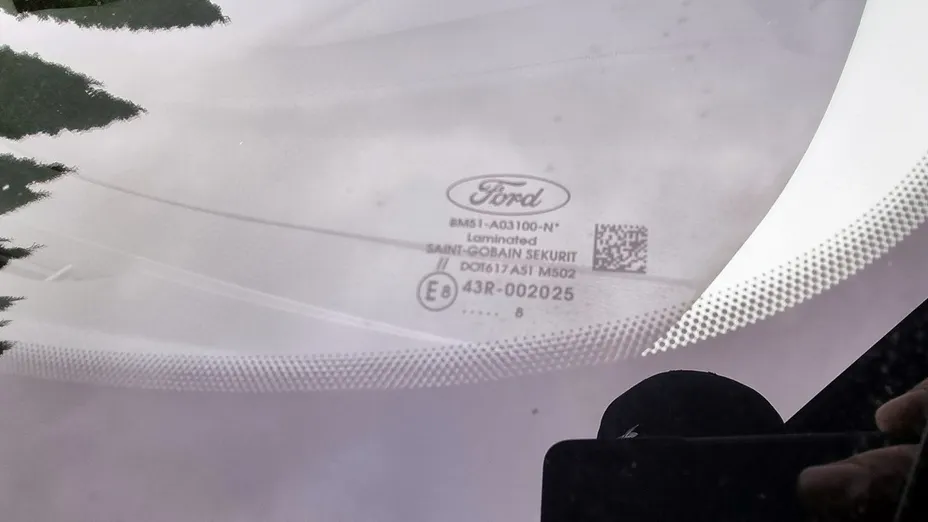 Ford
BM51-A03100-N*
Laminated
SAINT-GOBAIN SEKURIT
//
DOT617 AS1 M502
E8 43R-002025
..... 8